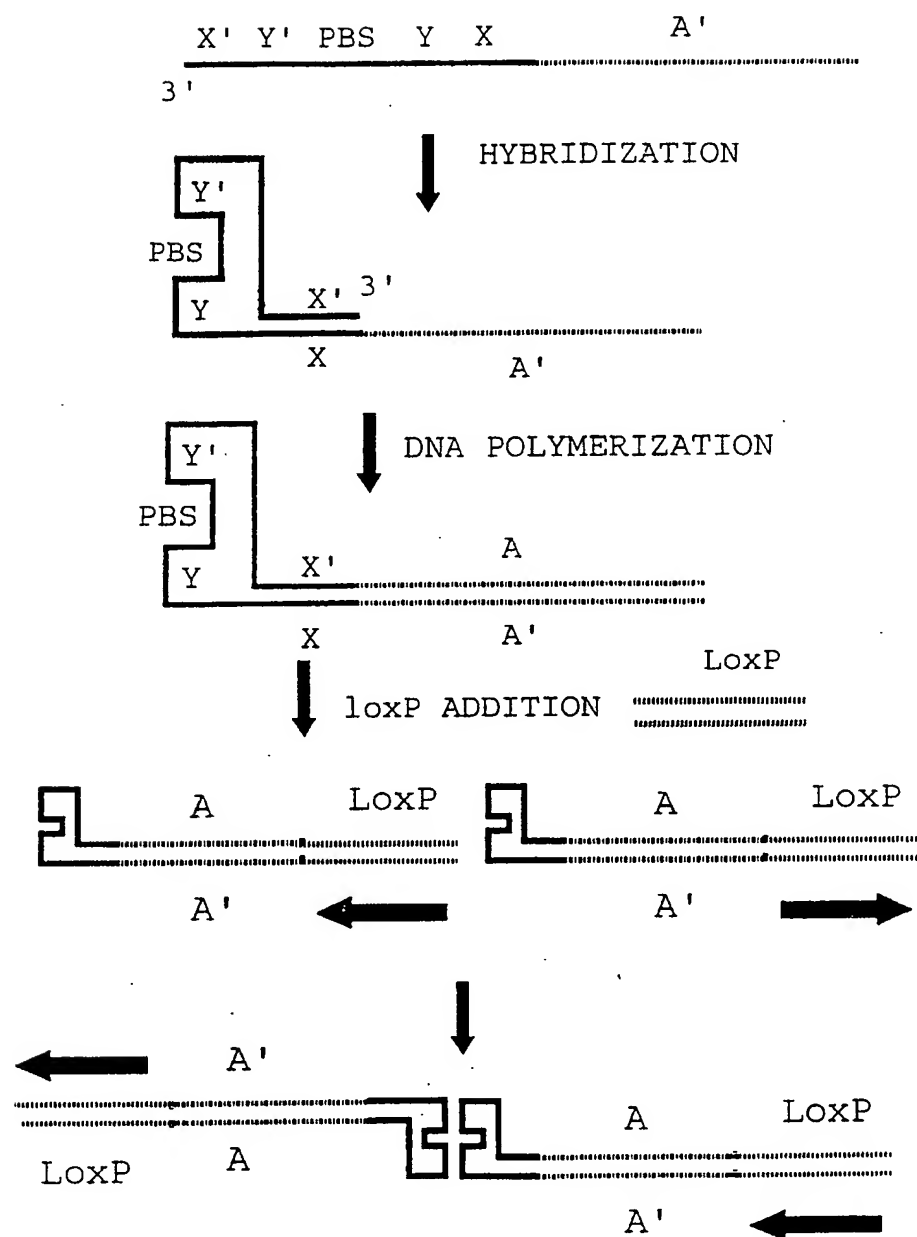 X' Y' PBS Y X A'
3'
HYBRIDIZATION
Y'
PBS
X' 3'
Y
X
A'
DNA POLYMERIZATION
Y'
PBS
A
X'
Y
X
A'
LoxP
loxP ADDITION
A LoxP A LoxP
A' A'
A'
A LoxP
LoxP A
A'